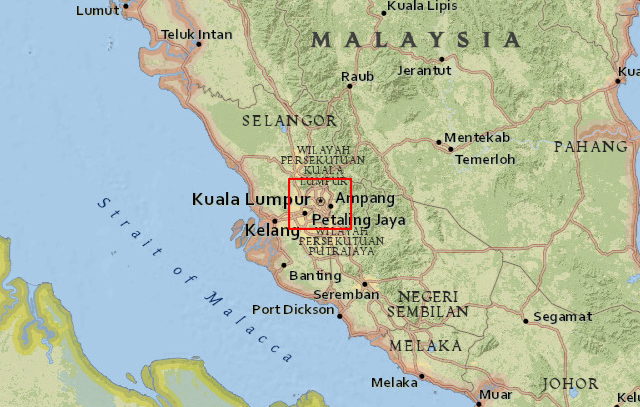 Lumut
Kuala Lipis
Teluk Intan
MALAYSIA
Jerantut
Raub
Kua
SELANGOR
Mentekab
PAHANG
Temerloh
WILAYAH
PERSEKUTUAN
KUALA
LUMPUR
Kuala Lumpur
Ampang
Petaling Jaya
Kelang
WILAYAH
PERSEKUTUAN
PUTRAJAYA
Strait of Malacca
Banting
Seremban
NEGERI
SEMBILAN
Port Dickson
Segamat
MELAKA
Melaka
JOHOR
Muar
Kelu